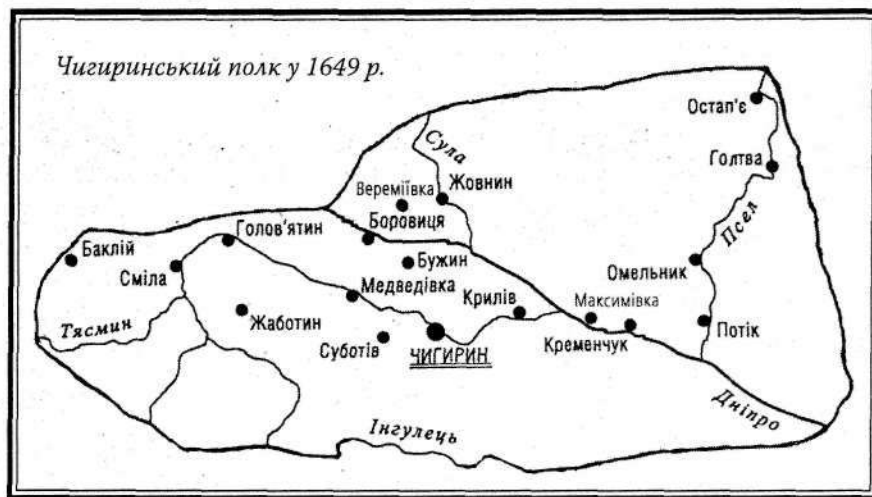 Чигиринський полк у 1649 р.
Остап'є
Голтва
Сула
Жовнин
Вереміївка
Псел
Боровиця
Голов'ятин
Баклій
Сміла
Бужин
Омельник
Медведівка
Крилів
Максимівка
Жаботин
Тясмин
Потік
Кременчук
Суботів
ЧИГИРИН
Дніпро
Інгулець